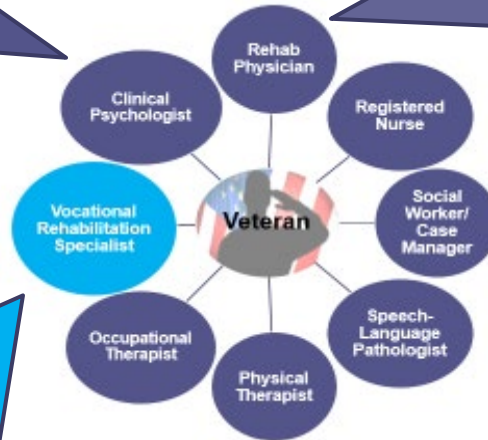 Rehab
Physician
Clinical
Psychologist
Registered
Nurse
Vocational
Rehabilitation
Specialist
Veteran
Social
Worker/
Case
Manager
Occupational
Therapist
Speech-
Language
Pathologist
Physical
Therapist